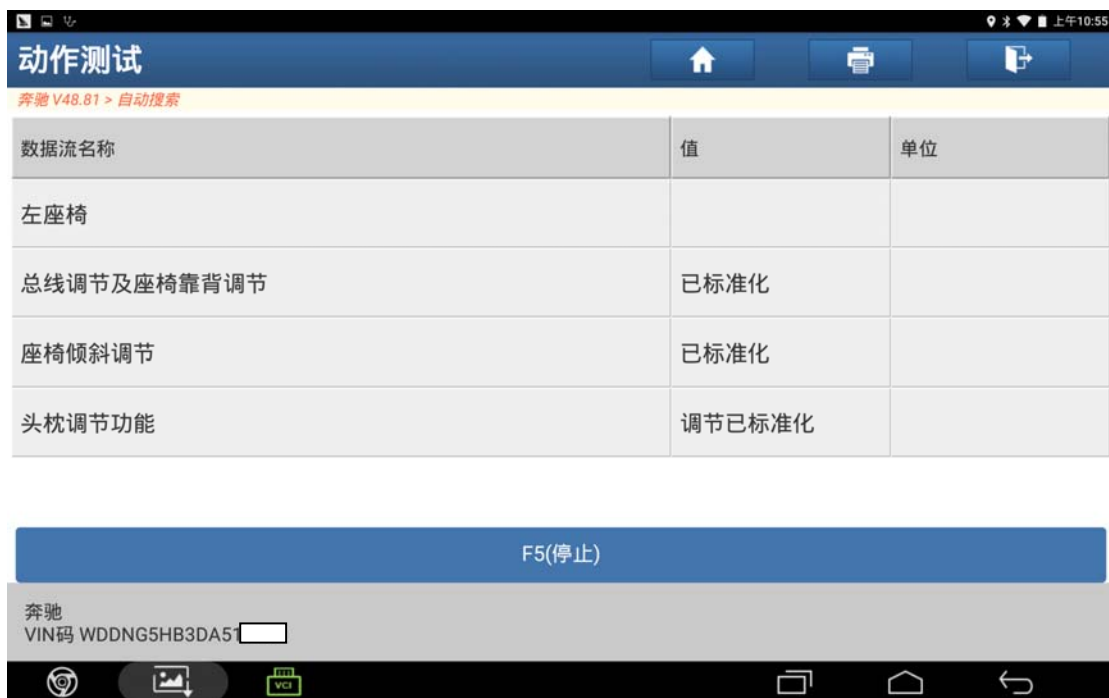 上午10:55
动作测试
奔驰 V48.81 > 自动搜索
数据流名称 值 单位
左座椅
总线调节及座椅靠背调节 已标准化
座椅倾斜调节 已标准化
头枕调节功能 调节已标准化
F5(停止)
奔驰
VIN码 WDDNG5HB3DA51
VCI